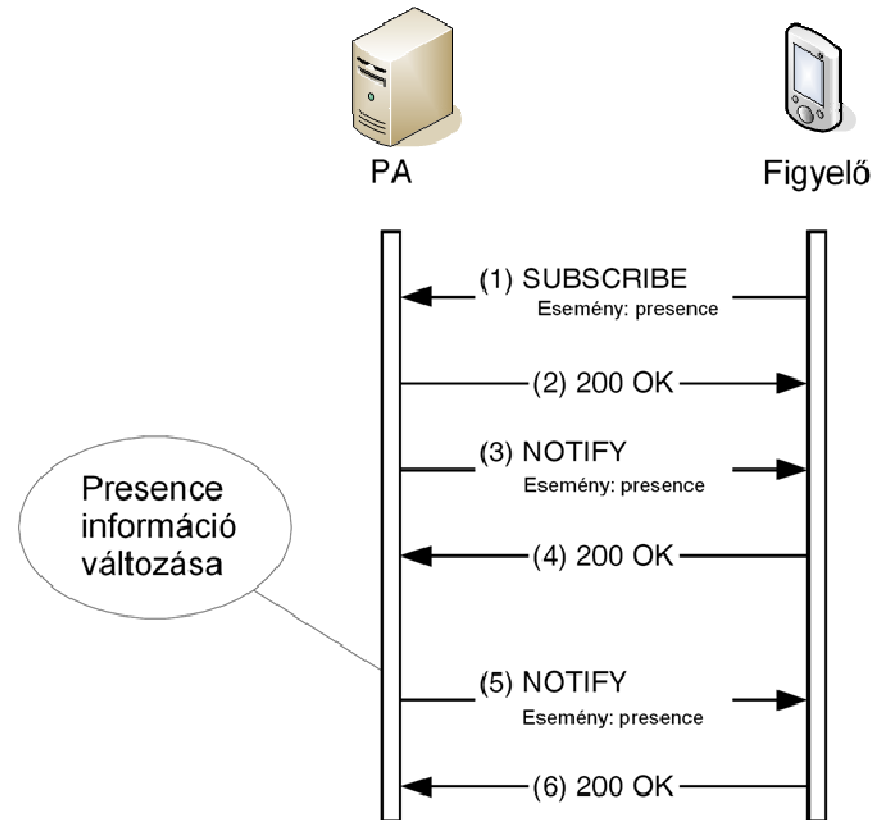 PA
Figyelő
(1) SUBSCRIBE
Esemény: presence
(2) 200 OK
(3) NOTIFY
Esemény: presence
Presence
információ
változása
(4) 200 OK
(5) NOTIFY
Esemény: presence
(6) 200 OK